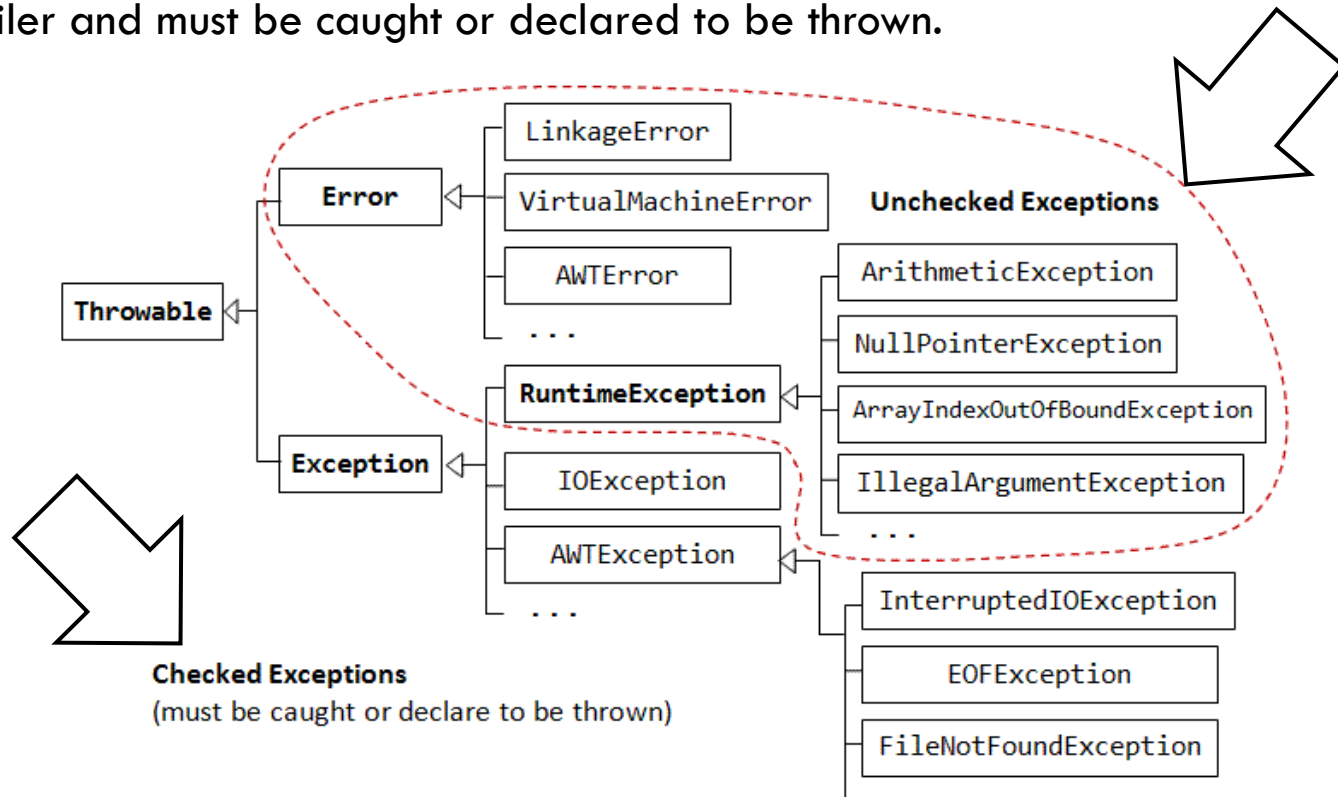 iler and must be caught or declared to be thrown.
LinkageError
Error
VirtualMachineError
Unchecked Exceptions
AWTError
ArithmeticException
Throwable
...
NullPointerException
RuntimeException
ArrayIndexOutOfBoundException
Exception
IOException
IllegalArgumentException
...
AWTException
...
InterruptedIOException
Checked Exceptions
(must be caught or declare to be thrown)
EOFException
FileNotFoundException